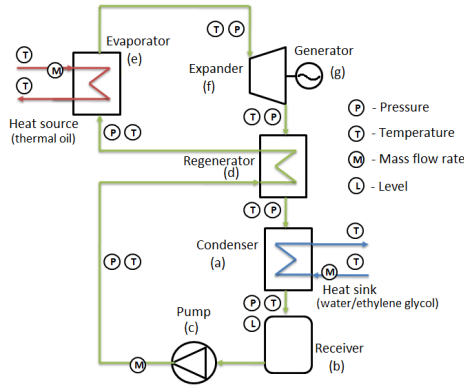 T P
Evaporator
(e)
Generator
(g)
Expander
(f)
T
M
T
Heat source
(thermal oil)
P T
T P
P - Pressure
T - Temperature
M - Mass flow rate
L - Level
Regenerator
(d)
T P
Condenser
(a)
T
T
M
Heat sink
(water/ethylene glycol)
P T
P T
L
Pump
(c)
M
Receiver
(b)